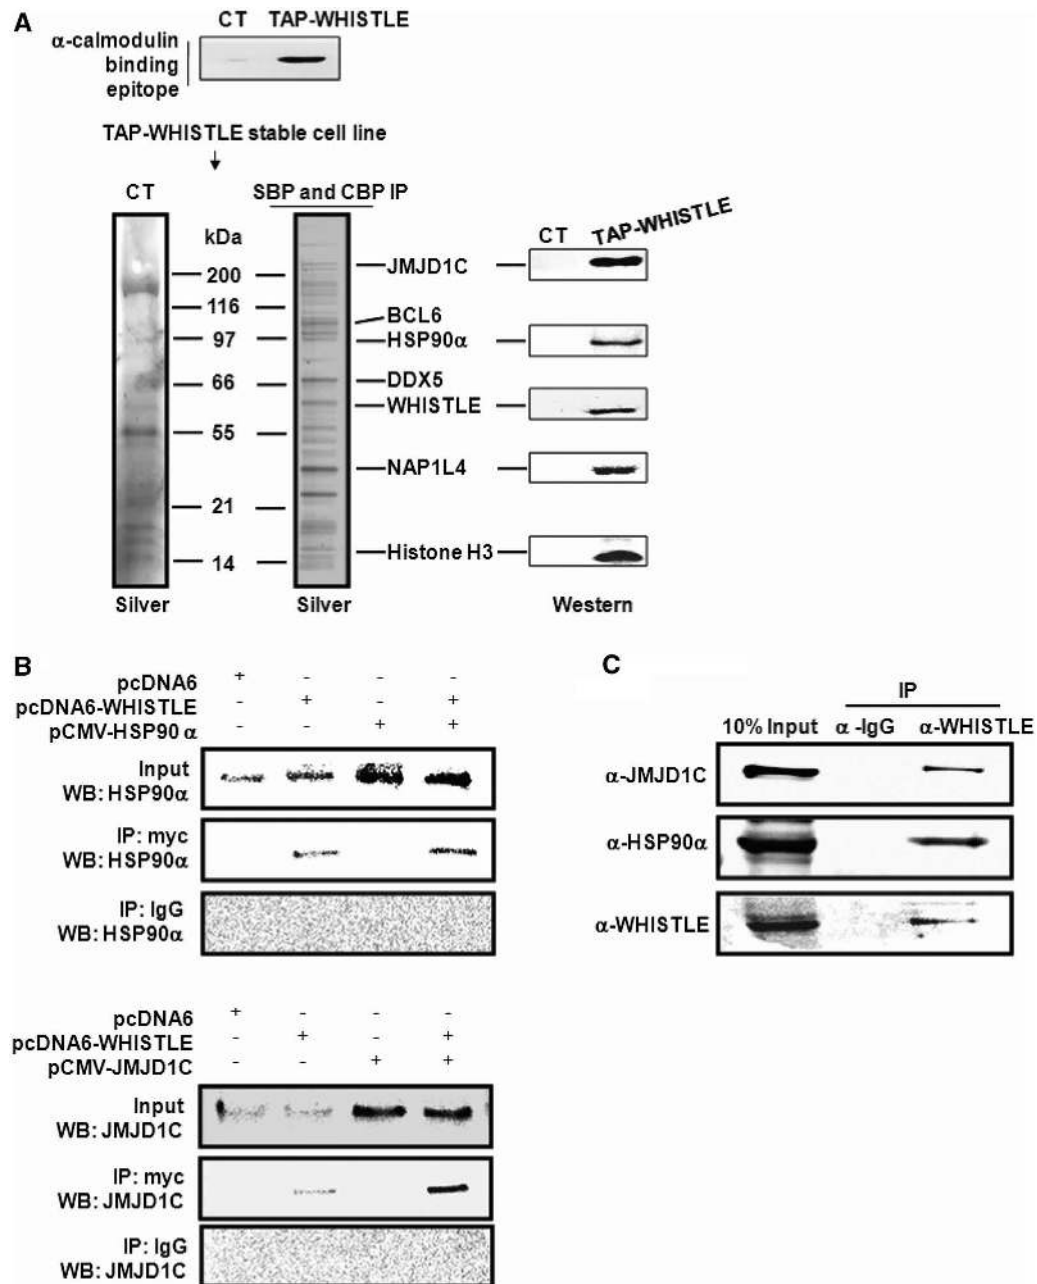 A
CT TAP-WHISTLE
α-calmodulin
binding
epitope
TAP-WHISTLE stable cell line
CT
SBP and CBP IP
kDa
200
116
97
66
55
21
14
JMJD1C
BCL6
HSP90α
DDX5
WHISTLE
NAP1L4
Histone H3
CT TAP-WHISTLE
Silver
Silver
Western
B
pcDNA6 + - - -
pcDNA6-WHISTLE - + - +
pCMV-HSP90 α - - + +
Input
WB: HSP90α
IP: myc
WB: HSP90α
IP: IgG
WB: HSP90α
pcDNA6 + - - -
pcDNA6-WHISTLE - + - +
pCMV-JMJD1C - - + +
Input
WB: JMJD1C
IP: myc
WB: JMJD1C
IP: IgG
WB: JMJD1C
C
IP
10% Input α -IgG α-WHISTLE
α-JMJD1C
α-HSP90α
α-WHISTLE